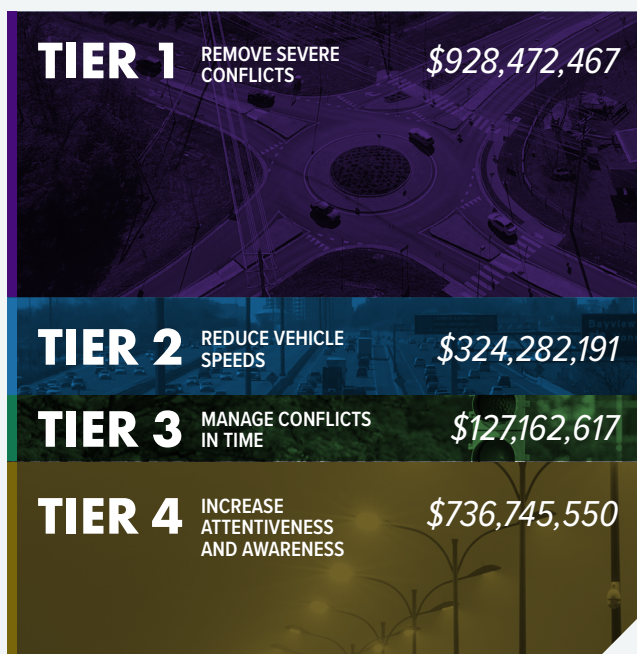 TIER 1
REMOVE SEVERE
CONFLICTS
$928,472,467
TIER 2
REDUCE VEHICLE
SPEEDS
$324,282,191
TIER 3
MANAGE CONFLICTS
IN TIME
$127,162,617
TIER 4
INCREASE
ATTENTIVENESS
AND AWARENESS
$736,745,550